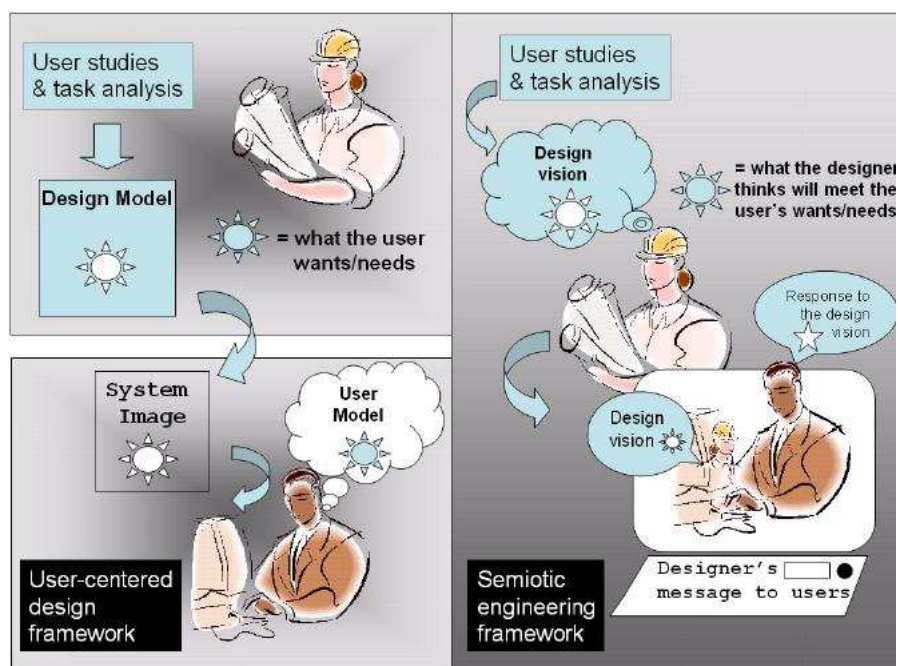 User studies
& task analysis
Design Model
= what the user
wants/needs
System
Image
User
Model
User-centered
design
framework
User studies
& task analysis
Design
vision
= what the designer
thinks will meet the
user's wants/needs
Response to
the design
vision
Design
vision
Designer's
message to users
Semiotic
engineering
framework